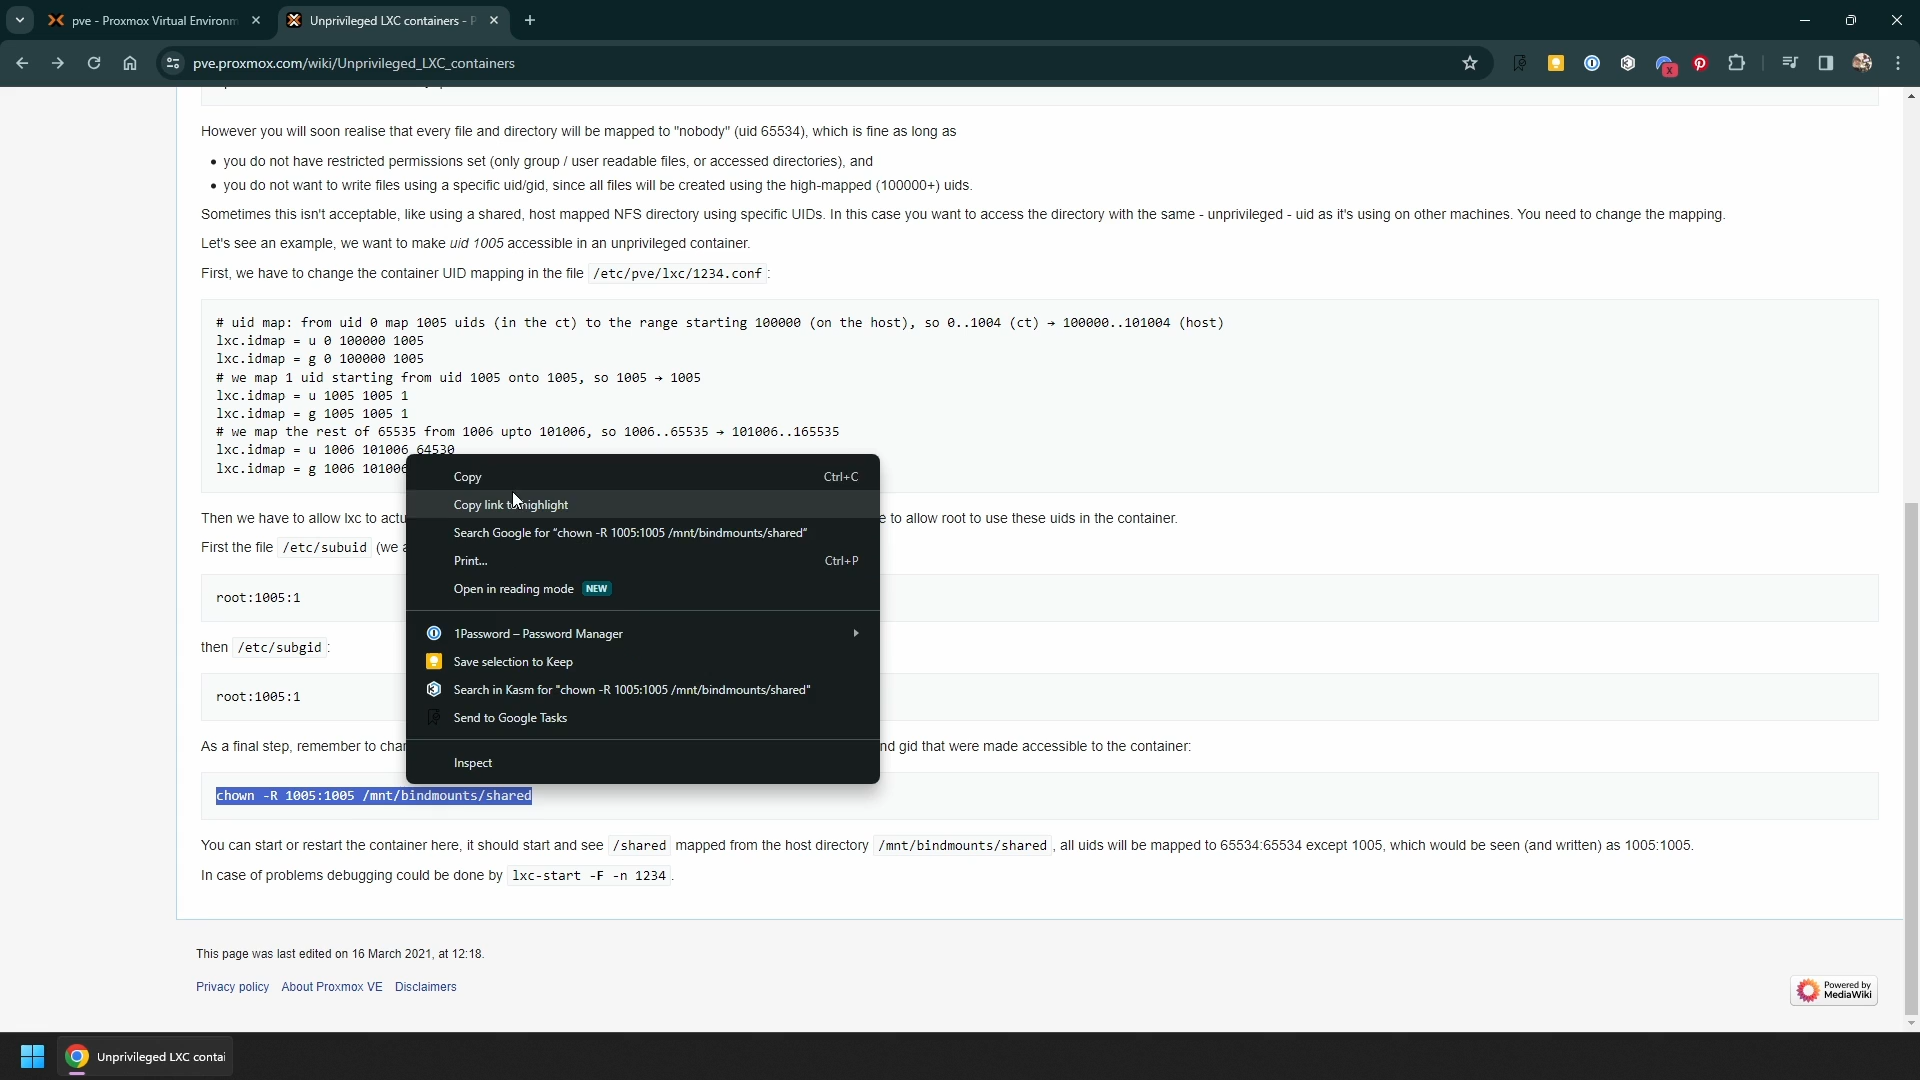 pve - Proxmox Virtual Environm
Unprivileged LXC containers - P
pve.proxmox.com/wiki/Unprivileged_LXC_containers
However you will soon realise that every file and directory will be mapped to "nobody" (uid 65534), which is fine as long as
• you do not have restricted permissions set (only group / user readable files, or accessed directories), and
• you do not want to write files using a specific uid/gid, since all files will be created using the high-mapped (100000+) uids.
Sometimes this isn't acceptable, like using a shared, host mapped NFS directory using specific UIDs. In this case you want to access the directory with the same - unprivileged - uid as it's using on other machines. You need to change the mapping.
Let's see an example, we want to make uid 1005 accessible in an unprivileged container.
First, we have to change the container UID mapping in the file /etc/pve/lxc/1234.conf :
# uid map: from uid 0 map 1005 uids (in the ct) to the range starting 100000 (on the host), so 0..1004 (ct) → 100000..101004 (host)
lxc.idmap = u 0 100000 1005
lxc.idmap = g 0 100000 1005
# we map 1 uid starting from uid 1005 onto 1005, so 1005 → 1005
lxc.idmap = u 1005 1005 1
lxc.idmap = g 1005 1005 1
# we map the rest of 65535 from 1006 upto 101006, so 1006..65535 → 101006..165535
lxc.idmap = u 1006 101006 64530
lxc.idmap = g 1006 101006
Copy Ctrl+C
Copy link to highlight
Search Google for "chown -R 1005:1005 /mnt/bindmounts/shared"
Print... Ctrl+P
Open in reading mode NEW
1Password – Password Manager
Save selection to Keep
Search in Kasm for "chown -R 1005:1005 /mnt/bindmounts/shared"
Send to Google Tasks
Inspect
Then we have to allow lxc to actu e to allow root to use these uids in the container.
First the file /etc/subuid (we a
root:1005:1
then /etc/subgid :
root:1005:1
As a final step, remember to char nd gid that were made accessible to the container:
chown -R 1005:1005 /mnt/bindmounts/shared
You can start or restart the container here, it should start and see /shared mapped from the host directory /mnt/bindmounts/shared , all uids will be mapped to 65534:65534 except 1005, which would be seen (and written) as 1005:1005.
In case of problems debugging could be done by lxc-start -F -n 1234 .
This page was last edited on 16 March 2021, at 12:18.
Privacy policy About Proxmox VE Disclaimers
Powered by
MediaWiki
Unprivileged LXC contai